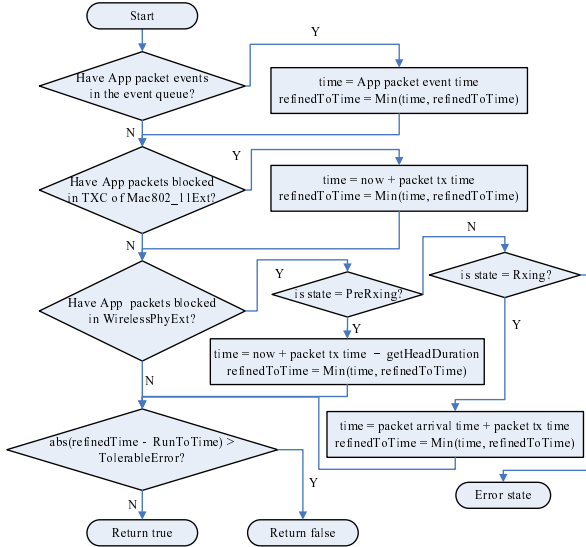 Start
Y
Have App packet events
in the event queue?
time = App packet event time
refinedToTime = Min(time, refinedToTime)
N
Y
Have App packets blocked
in TXC of Mac802_11Ext?
time = now + packet tx time
refinedToTime = Min(time, refinedToTime)
N
Y
N
Have App packets blocked
in WirelessPhyExt?
is state = PreRxing?
is state = Rxing?
Y
Y
time = now + packet tx time − getHeadDuration
refinedToTime = Min(time, refinedToTime)
N
time = packet arrival time + packet tx time
refinedToTime = Min(time, refinedToTime)
abs(refinedTime - RunToTime) >
TolerableError?
Y
N
Error state
Return true
Return false